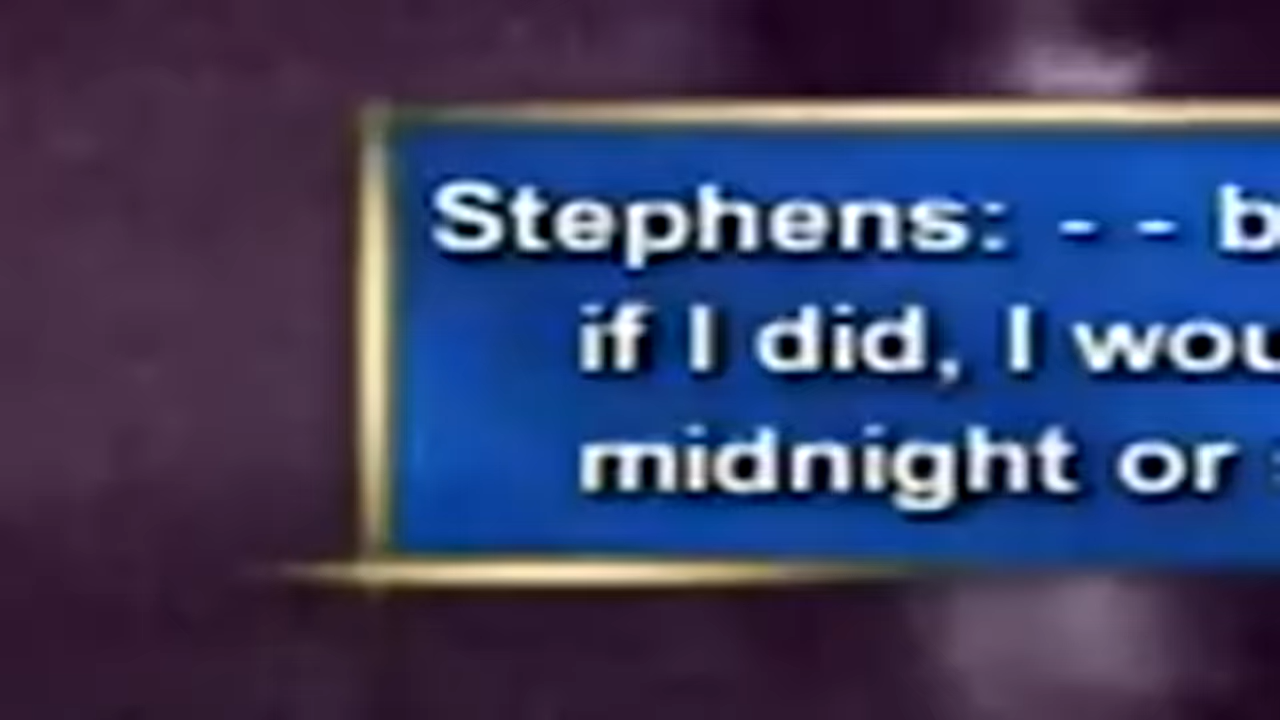 Stephens: - - b
if I did, I wou
midnight or